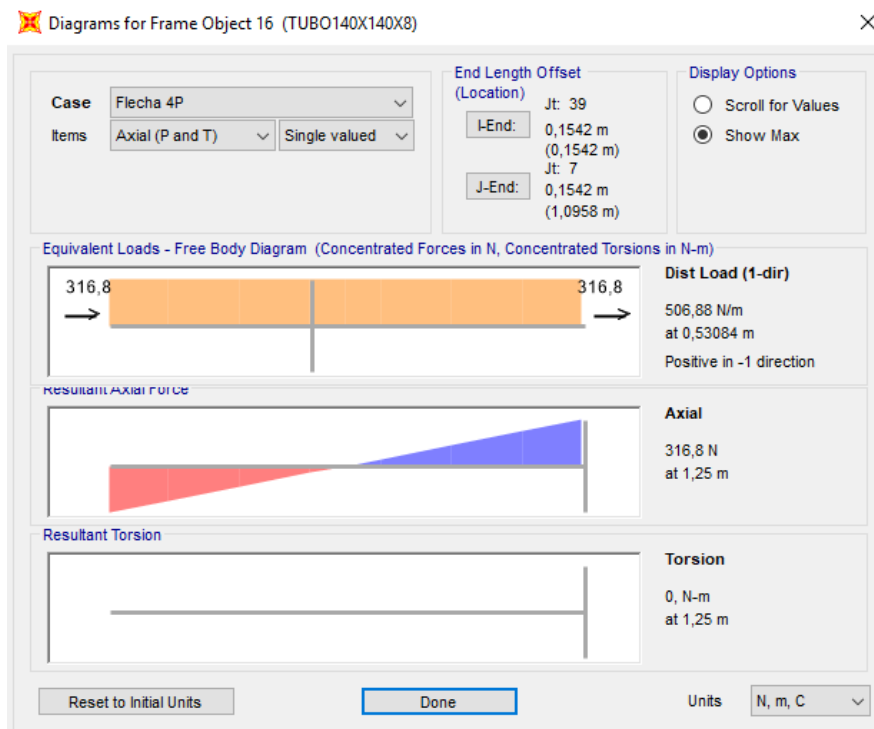 Diagrams for Frame Object 16 (TUBO140X140X8)
Case Flecha 4P
Items Axial (P and T) Single valued
End Length Offset
(Location)
Jt: 39
I-End: 0,1542 m
(0,1542 m)
Jt: 7
J-End: 0,1542 m
(1,0958 m)
Display Options
Scroll for Values
Show Max
Equivalent Loads - Free Body Diagram (Concentrated Forces in N, Concentrated Torsions in N-m)
316,8 316,8
Dist Load (1-dir)
506,88 N/m
at 0,53084 m
Positive in -1 direction
Resultant Axial Force
Axial
316,8 N
at 1,25 m
Resultant Torsion
Torsion
0, N-m
at 1,25 m
Reset to Initial Units Done Units N, m, C